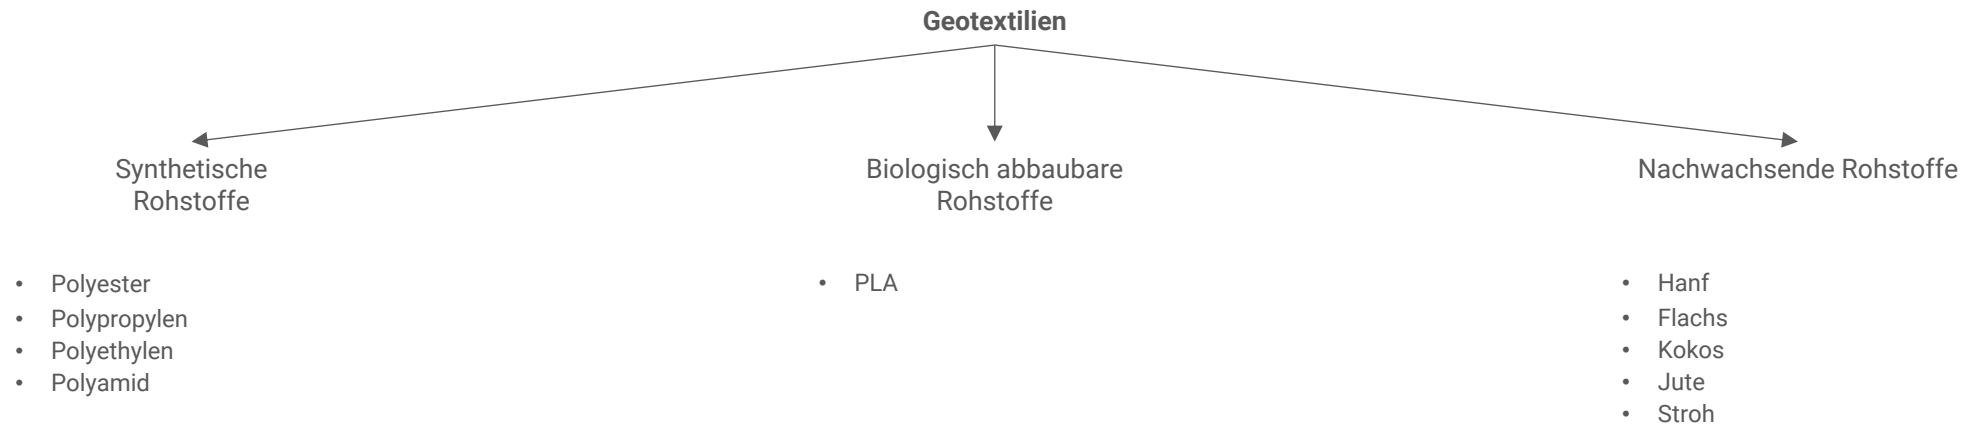 Geotextilien
Synthetische
Rohstoffe
• Polyester
• Polypropylen
• Polyethylen
• Polyamid
Biologisch abbaubare
Rohstoffe
• PLA
Nachwachsende Rohstoffe
• Hanf
• Flachs
• Kokos
• Jute
• Stroh